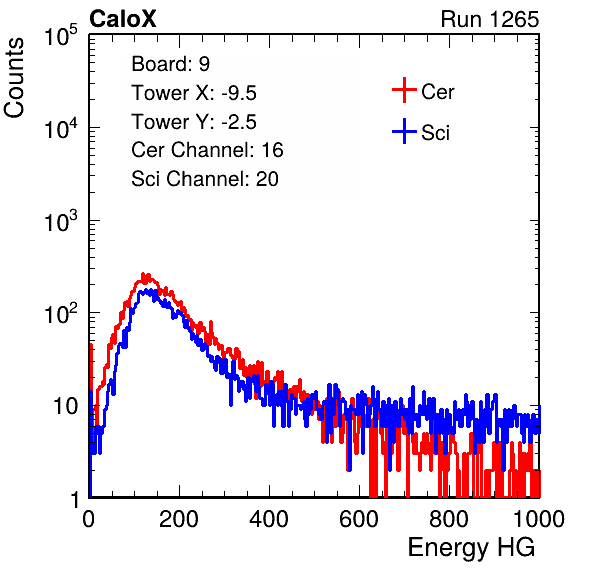 CaloX Run 1265
Counts
Board: 9
Tower X: -9.5
Tower Y: -2.5
Cer Channel: 16
Sci Channel: 20
Cer
Sci
10^5
10^4
10^3
10^2
10
1
0 200 400 600 800 1000
Energy HG